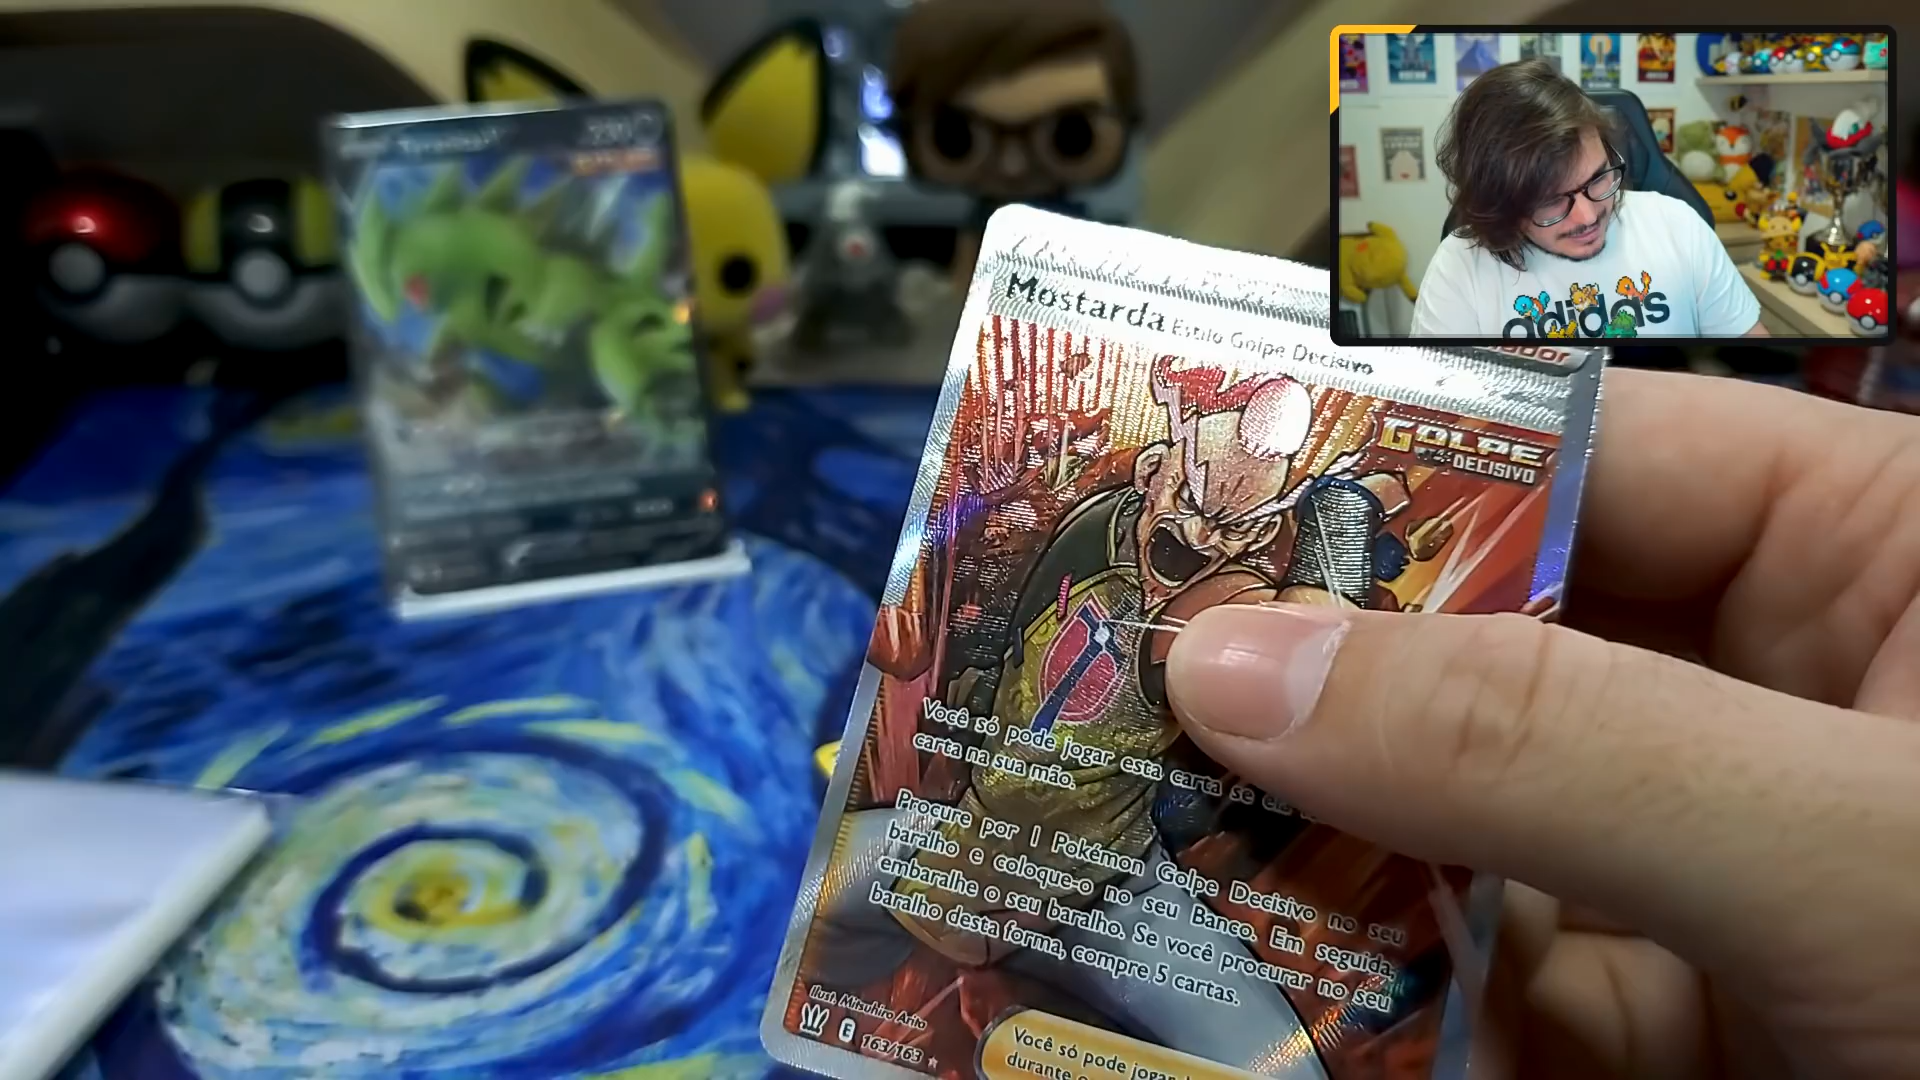 Mostarda Estilo Golpe Decisivo
GOLPE
DECISIVO
Você só pode jogar esta carta se
carta na sua mão.
Procure por 1 Pokémon Golpe Decisivo no seu
baralho e coloque-o no seu Banco. Em seguida,
embaralhe o seu baralho. Se você procurar no seu
baralho desta forma, compre 5 cartas.
Illust. Mitsuhiro Arita
E 163/163
Você só pode jogar
durante o
adidas